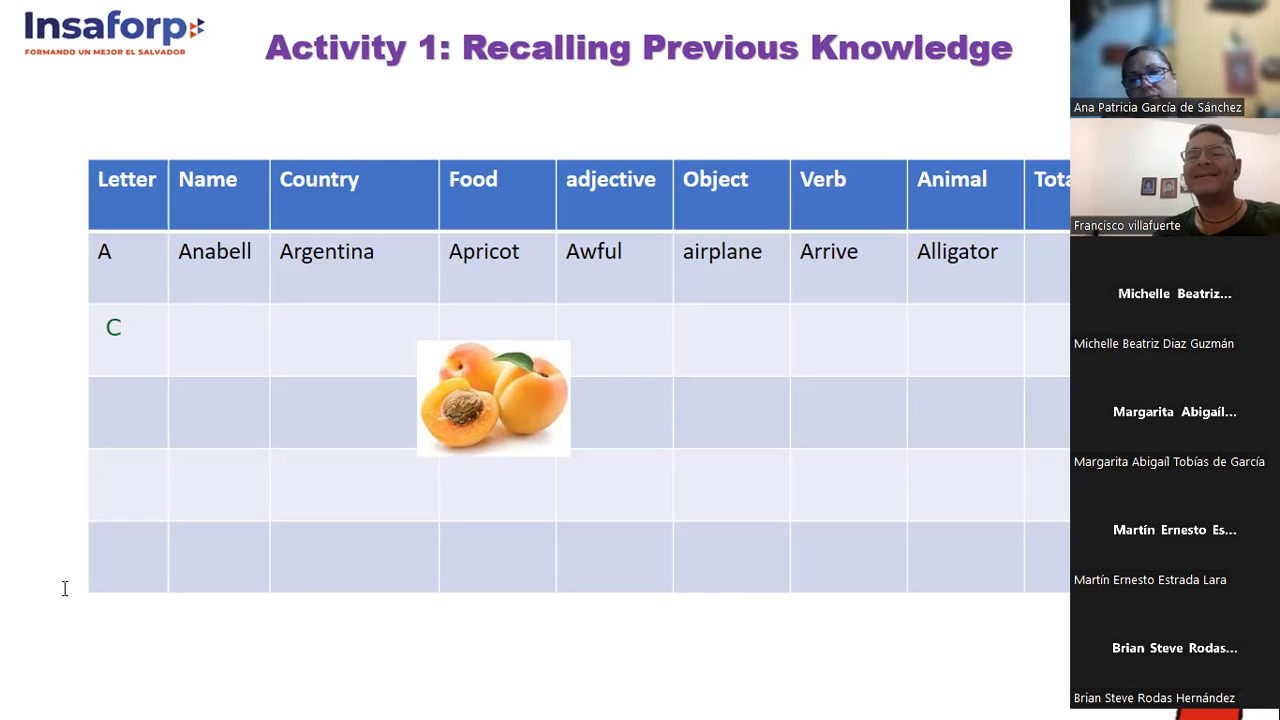 Insaforp
FORMANDO UN MEJOR EL SALVADOR
Activity 1: Recalling Previous Knowledge
Letter Name Country Food adjective Object Verb Animal Tota
A Anabell Argentina Apricot Awful airplane Arrive Alligator
C
Ana Patricia García de Sánchez
Francisco villafuerte
Michelle Beatriz...
Michelle Beatriz Diaz Guzmán
Margarita Abigaíl...
Margarita Abigaíl Tobías de García
Martín Ernesto Es...
Martín Ernesto Estrada Lara
Brian Steve Rodas...
Brian Steve Rodas Hernández